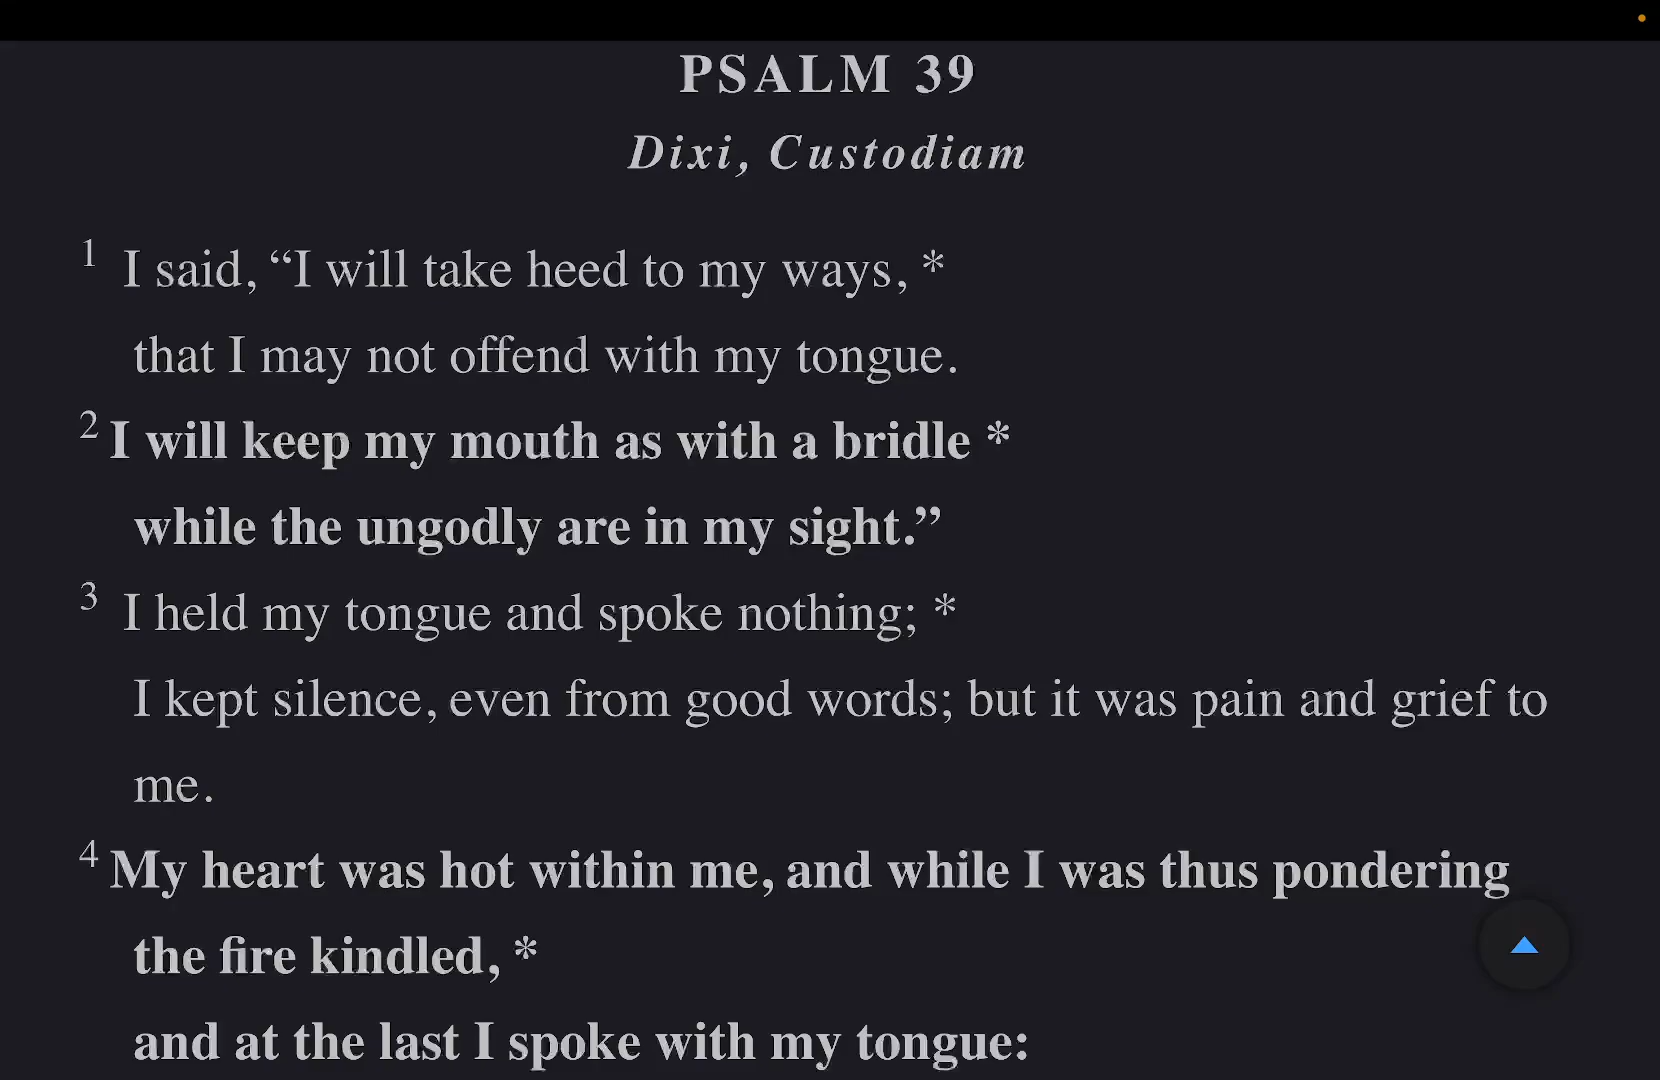 PSALM 39
Dixi, Custodiam
1 I said, “I will take heed to my ways, *
that I may not offend with my tongue.
2 I will keep my mouth as with a bridle *
while the ungodly are in my sight.”
3 I held my tongue and spoke nothing; *
I kept silence, even from good words; but it was pain and grief to
me.
4 My heart was hot within me, and while I was thus pondering
the fire kindled, *
and at the last I spoke with my tongue: